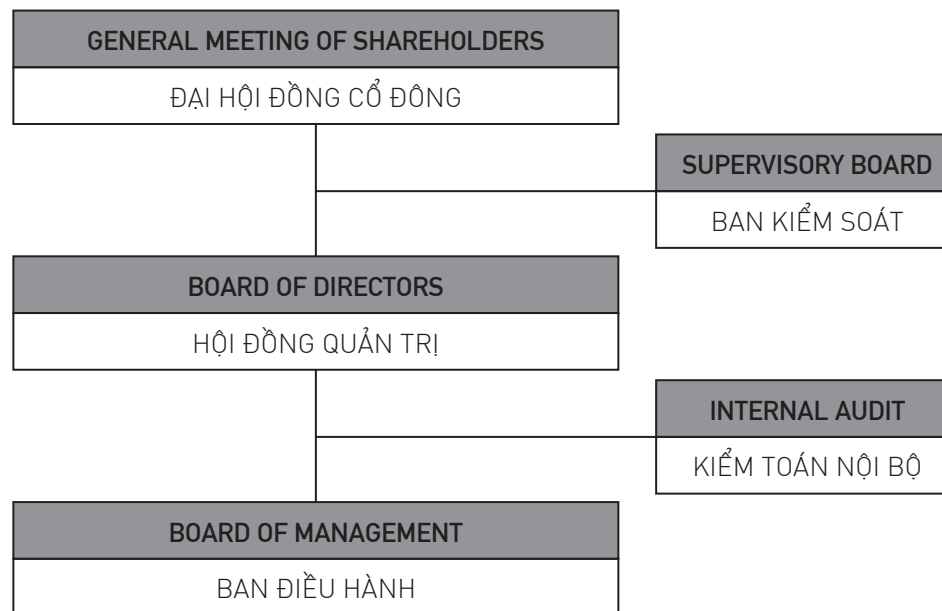 GENERAL MEETING OF SHAREHOLDERS
ĐẠI HỘI ĐỒNG CỔ ĐÔNG
SUPERVISORY BOARD
BAN KIỂM SOÁT
BOARD OF DIRECTORS
HỘI ĐỒNG QUẢN TRỊ
INTERNAL AUDIT
KIỂM TOÁN NỘI BỘ
BOARD OF MANAGEMENT
BAN ĐIỀU HÀNH